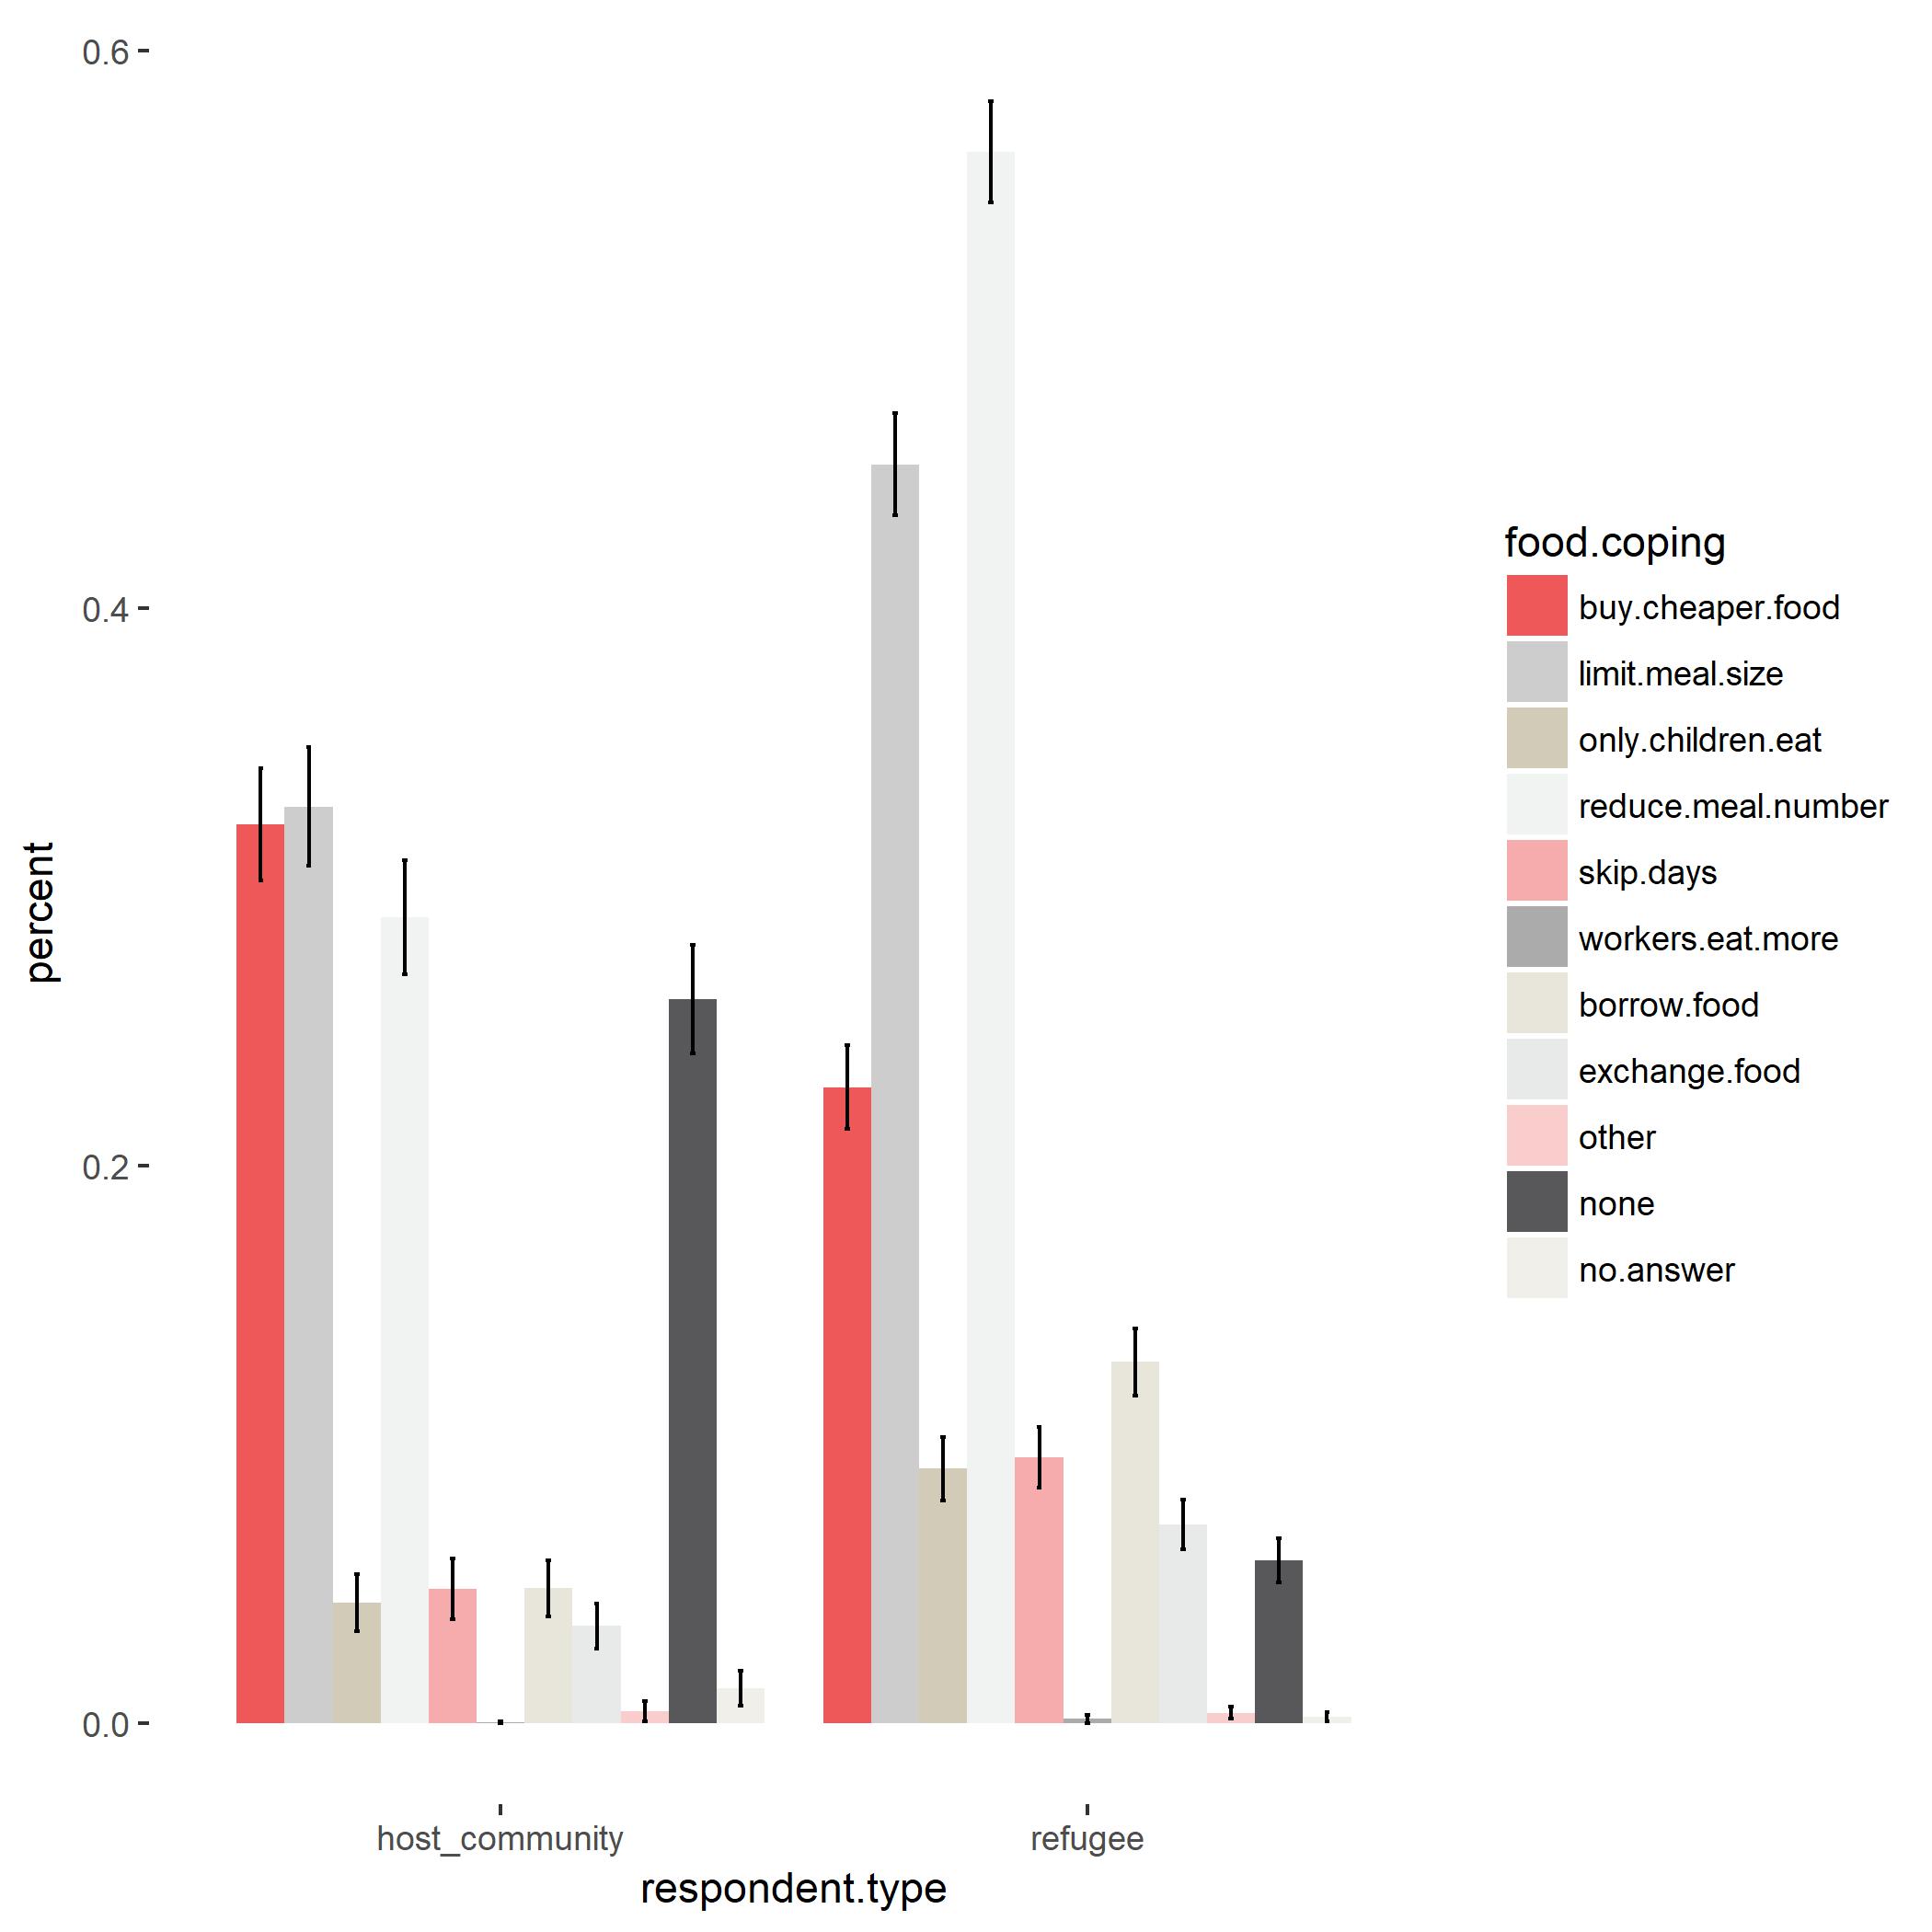 0.6
0.4
0.2
0.0
percent
host_community
refugee
respondent.type
food.coping
buy.cheaper.food
limit.meal.size
only.children.eat
reduce.meal.number
skip.days
workers.eat.more
borrow.food
exchange.food
other
none
no.answer